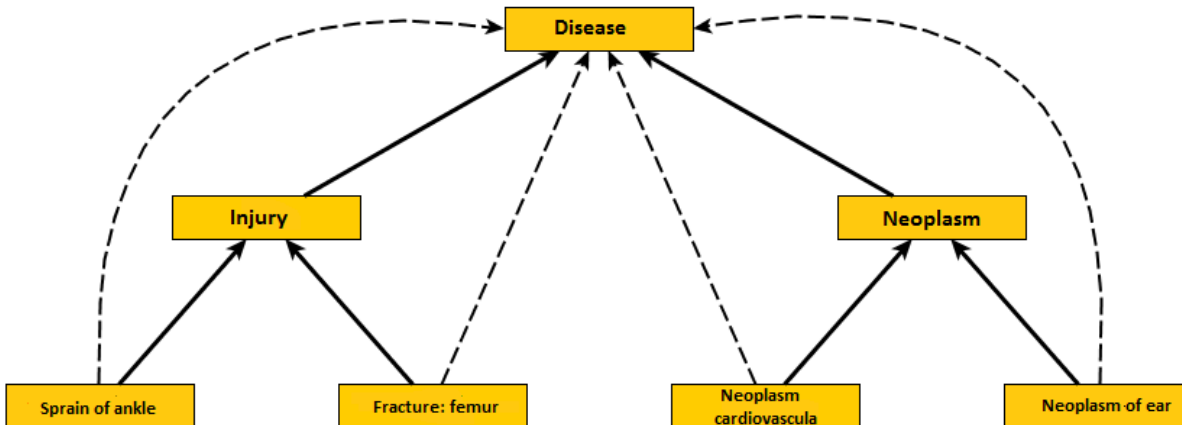 Disease
Injury
Neoplasm
Sprain of ankle
Fracture: femur
Neoplasm
cardiovascula
Neoplasm of ear